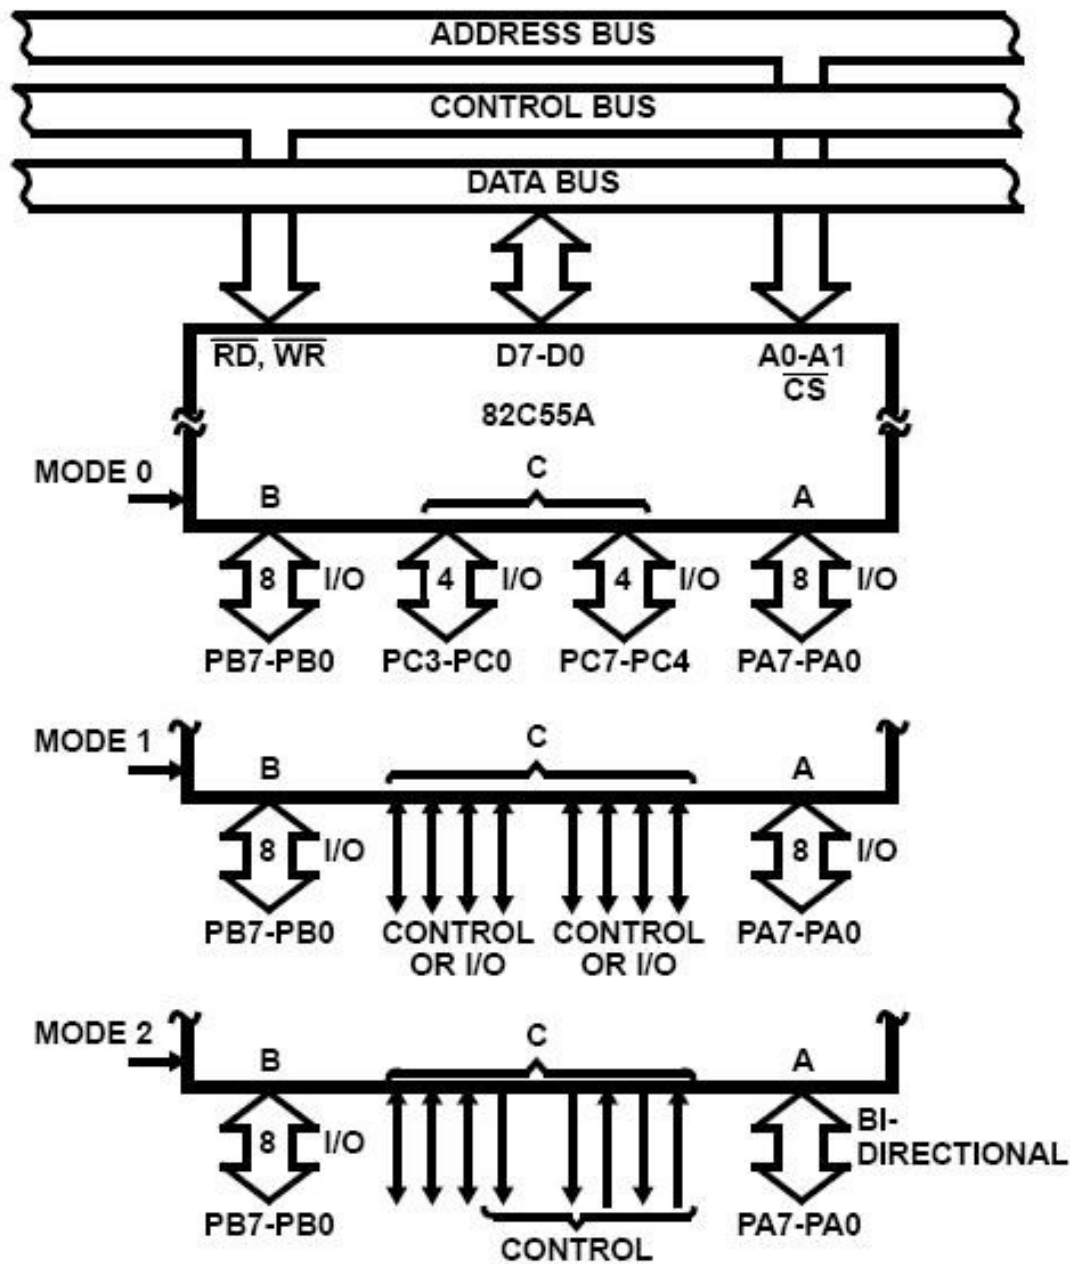 ADDRESS BUS
CONTROL BUS
DATA BUS
RD, WR
D7-D0
A0-A1
CS
82C55A
MODE 0
B
C
A
8
I/O
4
I/O
4
I/O
8
I/O
PB7-PB0
PC3-PC0
PC7-PC4
PA7-PA0
MODE 1
B
C
A
8
I/O
8
I/O
PB7-PB0
CONTROL
OR I/O
CONTROL
OR I/O
PA7-PA0
MODE 2
B
C
A
8
I/O
BI-
DIRECTIONAL
PB7-PB0
CONTROL
PA7-PA0